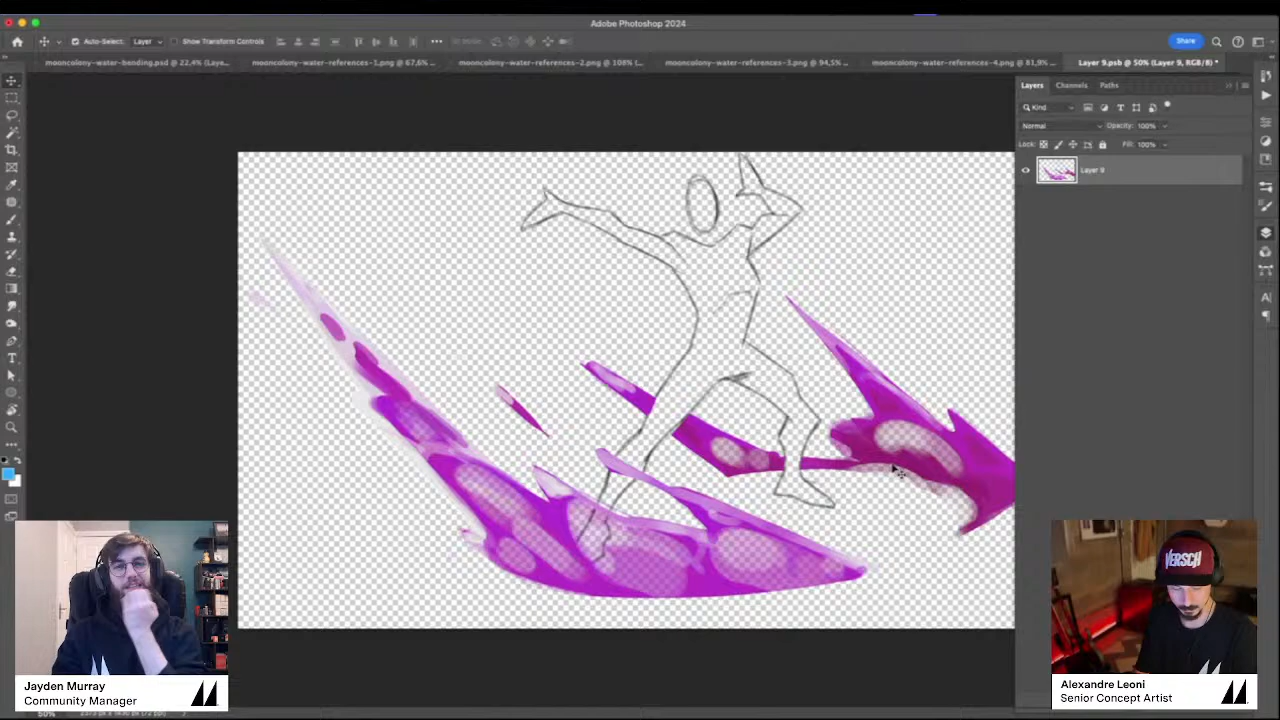 Adobe Photoshop 2024
Auto-Select: Layer Show Transform Controls
Share
mooncolony-water-bending.psd @ 22,4% (Laye...
mooncolony-water-references-1.png @ 67,6% ...
mooncolony-water-references-2.png @ 108% (...
mooncolony-water-references-3.png @ 94,5% ...
mooncolony-water-references-4.png @ 81,9% ...
Layer 9.psb @ 50% (Layer 9, RGB/8) *
Layers Channels Paths
Kind
Normal Opacity: 100%
Lock: Fill: 100%
Layer 9
VERSCH
Jayden Murray
Community Manager
Alexandre Leoni
Senior Concept Artist
50%